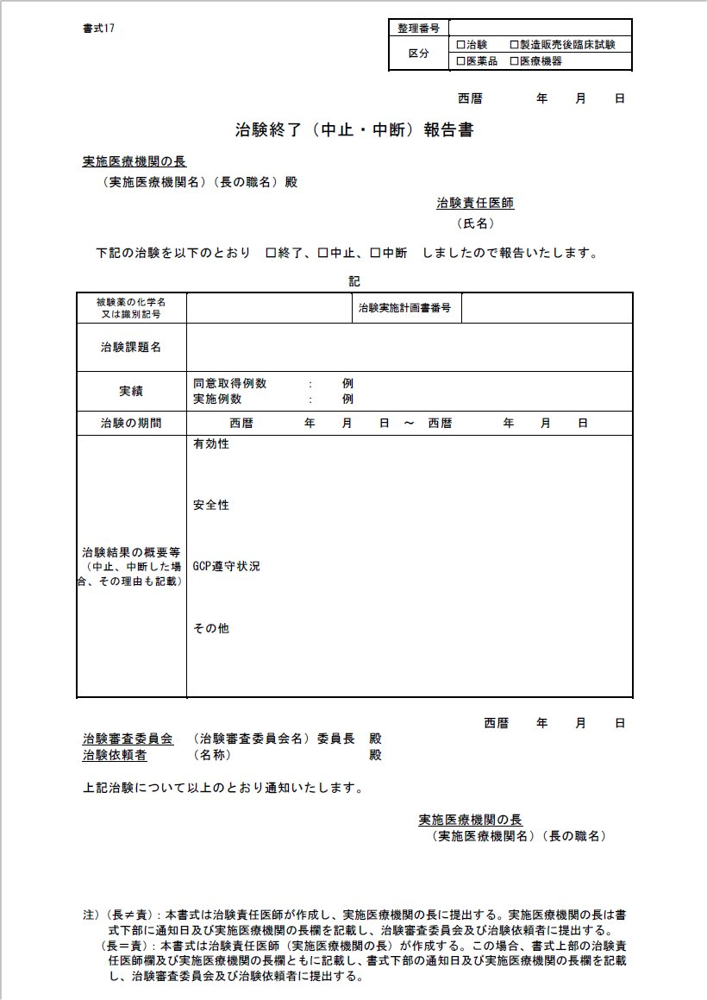 書式17
整理番号
区分
□治験 □製造販売後臨床試験
□医薬品 □医療機器
西暦 年 月 日
治験終了（中止・中断）報告書
実施医療機関の長
（実施医療機関名）（長の職名）殿
治験責任医師
（氏名）
下記の治験を以下のとおり □終了、□中止、□中断 しましたので報告いたします。
記
被験薬の化学名
又は識別記号
治験実施計画書番号
治験課題名
実績
同意取得例数 ： 例
実施例数 ： 例
治験の期間
西暦 年 月 日 ～ 西暦 年 月 日
治験結果の概要等
（中止、中断した場
合、その理由も記載）
有効性
安全性
GCP遵守状況
その他
西暦 年 月 日
治験審査委員会 （治験審査委員会名）委員長 殿
治験依頼者 （名称） 殿
上記治験について以上のとおり通知いたします。
実施医療機関の長
（実施医療機関名）（長の職名）
注）（長≠責）：本書式は治験責任医師が作成し、実施医療機関の長に提出する。実施医療機関の長は書
式下部に通知日及び実施医療機関の長欄を記載し、治験審査委員会及び治験依頼者に提出する。
（長＝責）：本書式は治験責任医師（実施医療機関の長）が作成する。この場合、書式上部の治験責
任医師欄及び実施医療機関の長欄ともに記載し、書式下部の通知日及び実施医療機関の長欄を記載
し、治験審査委員会及び治験依頼者に提出する。